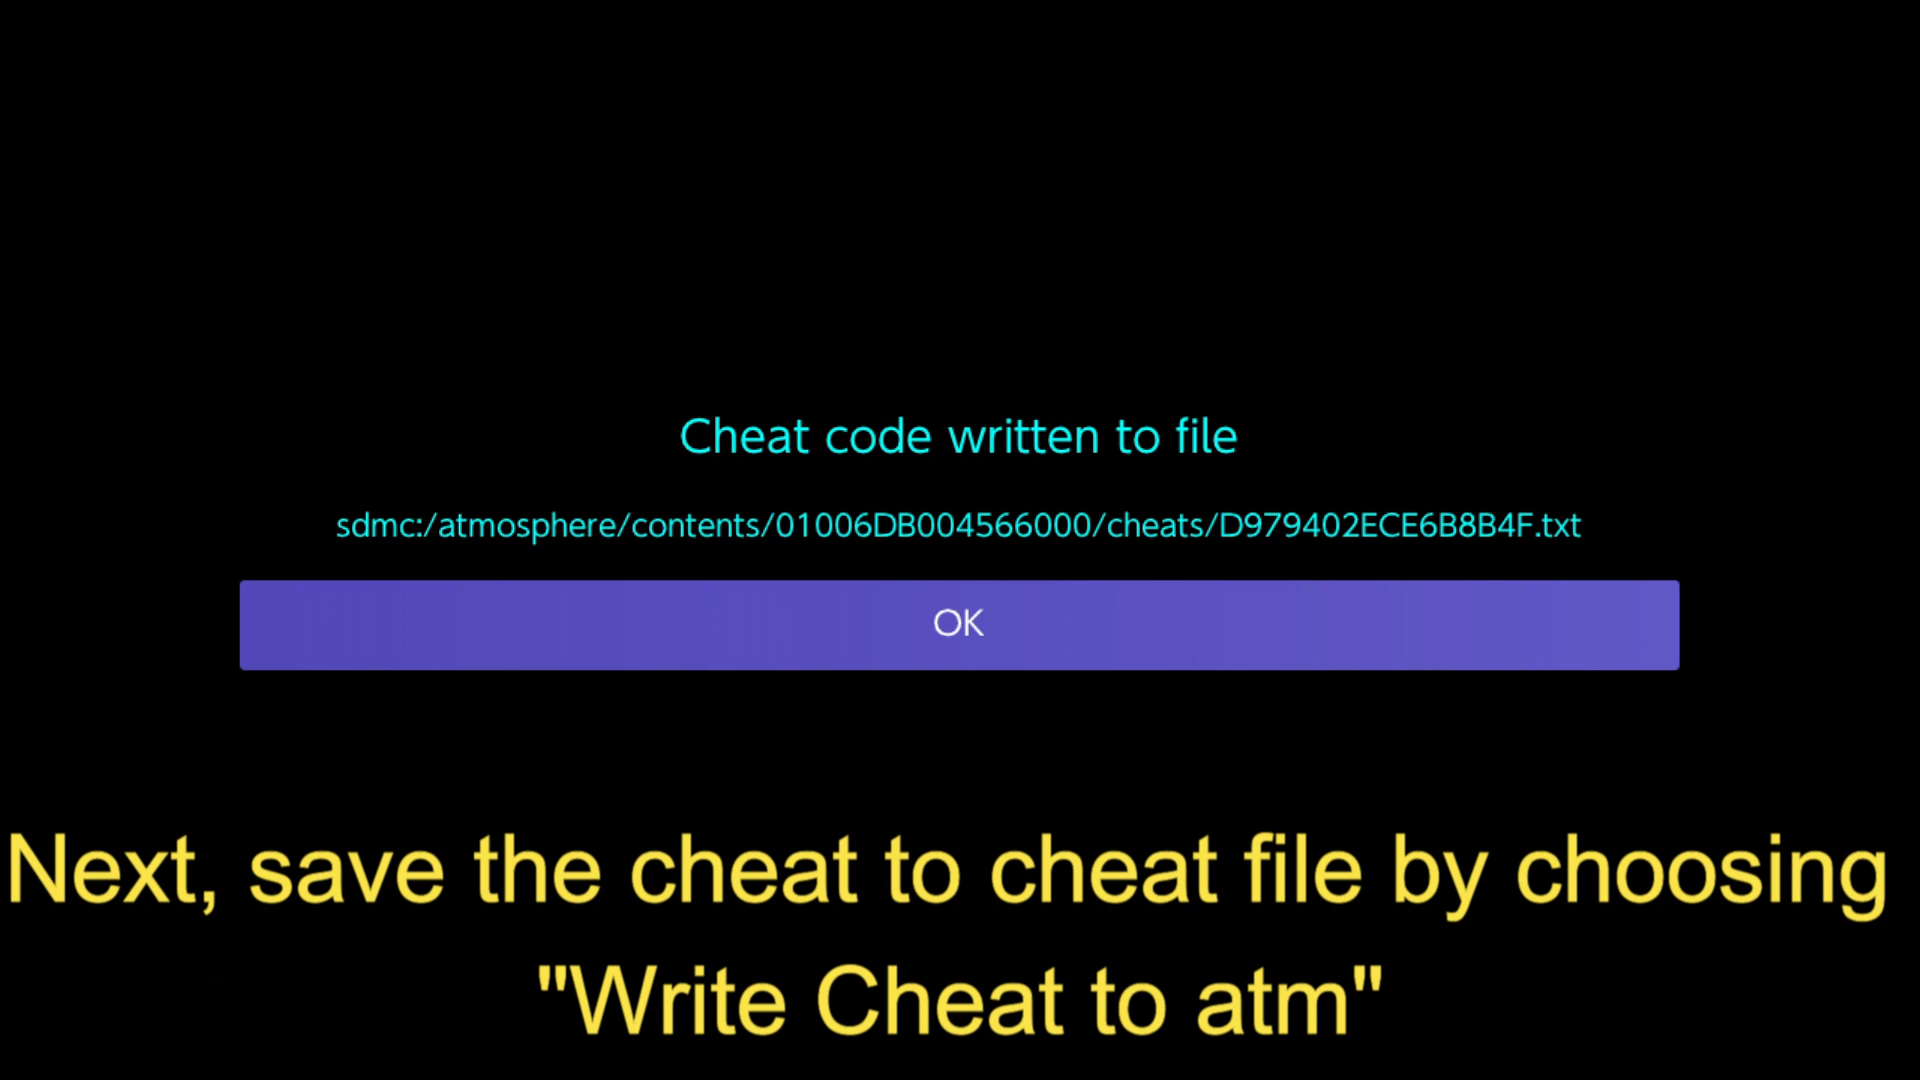 Cheat code written to file
sdmc:/atmosphere/contents/01006DB004566000/cheats/D979402ECE6B8B4F.txt
OK
Next, save the cheat to cheat file by choosing
"Write Cheat to atm"